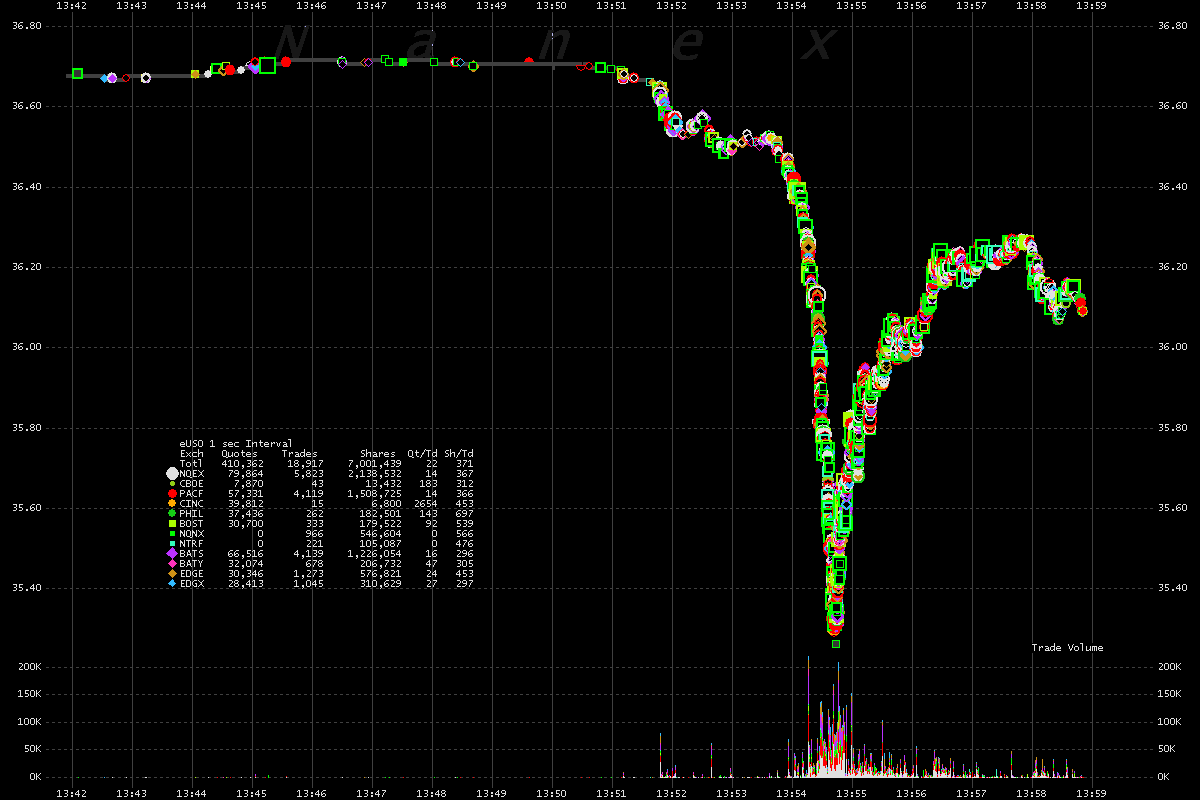 13:42 13:43 13:44 13:45 13:46 13:47 13:48 13:49 13:50 13:51 13:52 13:53 13:54 13:55 13:56 13:57 13:58 13:59
36.80 36.80
N a n e x
36.60 36.60
36.40 36.40
36.20 36.20
36.00 36.00
35.80 35.80
eUSO 1 sec Interval
Exch Quotes Trades Shares Qt/Td Sh/Td
Totl 410,362 18,917 7,001,439 22 371
NQEX 79,864 5,823 2,138,532 14 367
CBOE 7,870 43 13,432 183 312
PACF 57,331 4,119 1,508,725 14 366
CINC 39,812 15 6,800 2654 453
35.60 35.60
PHIL 37,436 262 182,501 143 697
BOST 30,700 333 179,522 92 539
NQNX 0 966 546,604 0 566
NTRF 0 221 105,087 0 476
BATS 66,516 4,139 1,226,054 16 296
BATY 32,074 678 206,732 47 305
EDGE 30,346 1,273 576,821 24 453
EDGX 28,413 1,045 310,629 27 297
35.40 35.40
Trade Volume
200K 200K
150K 150K
100K 100K
50K 50K
0K 0K
13:42 13:43 13:44 13:45 13:46 13:47 13:48 13:49 13:50 13:51 13:52 13:53 13:54 13:55 13:56 13:57 13:58 13:59